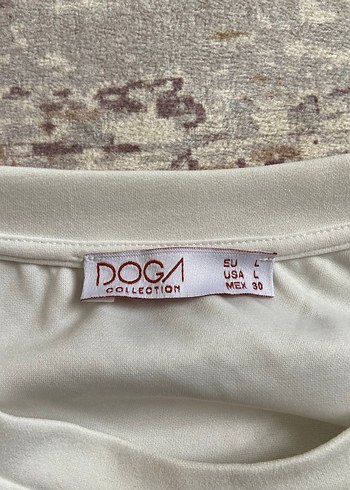 DOGA
COLLECTION
EU L
USA L
MEX 30